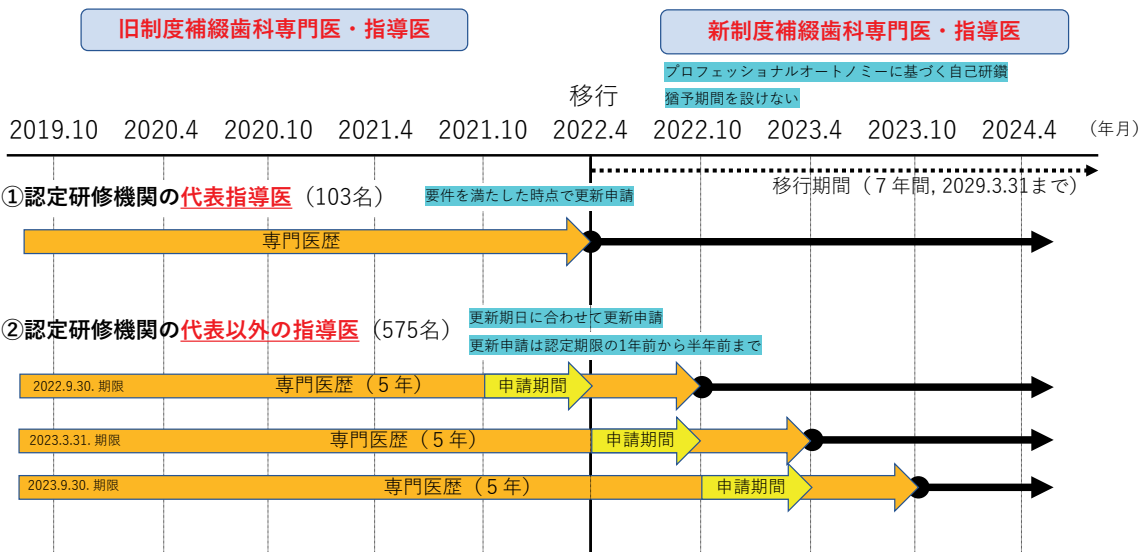 旧制度補綴歯科専門医・指導医
新制度補綴歯科専門医・指導医
プロフェッショナルオートノミーに基づく自己研鑽
猶予期間を設けない
移行
2019.10 2020.4 2020.10 2021.4 2021.10 2022.4 2022.10 2023.4 2023.10 2024.4 (年月)
移行期間（７年間, 2029.3.31まで）
①認定研修機関の代表指導医（103名）
要件を満たした時点で更新申請
専門医歴
②認定研修機関の代表以外の指導医（575名）
更新期日に合わせて更新申請
更新申請は認定期限の1年前から半年前まで
2022.9.30. 期限 専門医歴（５年） 申請期間
2023.3.31. 期限 専門医歴（５年） 申請期間
2023.9.30. 期限 専門医歴（５年） 申請期間